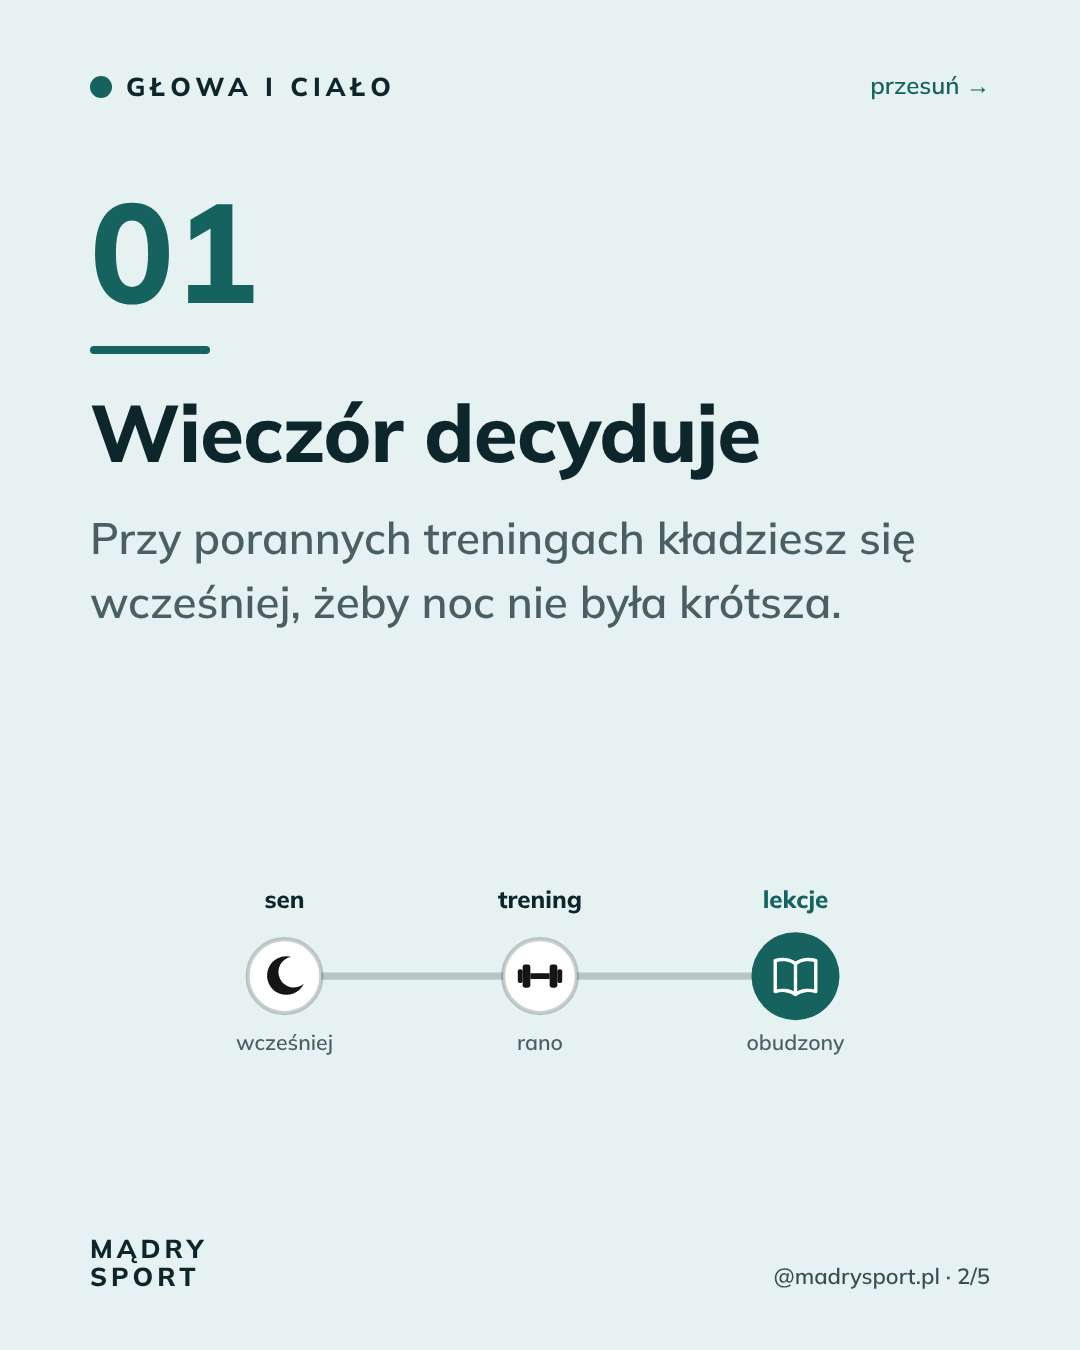 GŁOWA I CIAŁO
przesuń →
01
Wieczór decyduje
Przy porannych treningach kładziesz się
wcześniej, żeby noc nie była krótsza.
sen
trening
lekcje
wcześniej
rano
obudzony
MĄDRY
SPORT
@madrysport.pl · 2/5